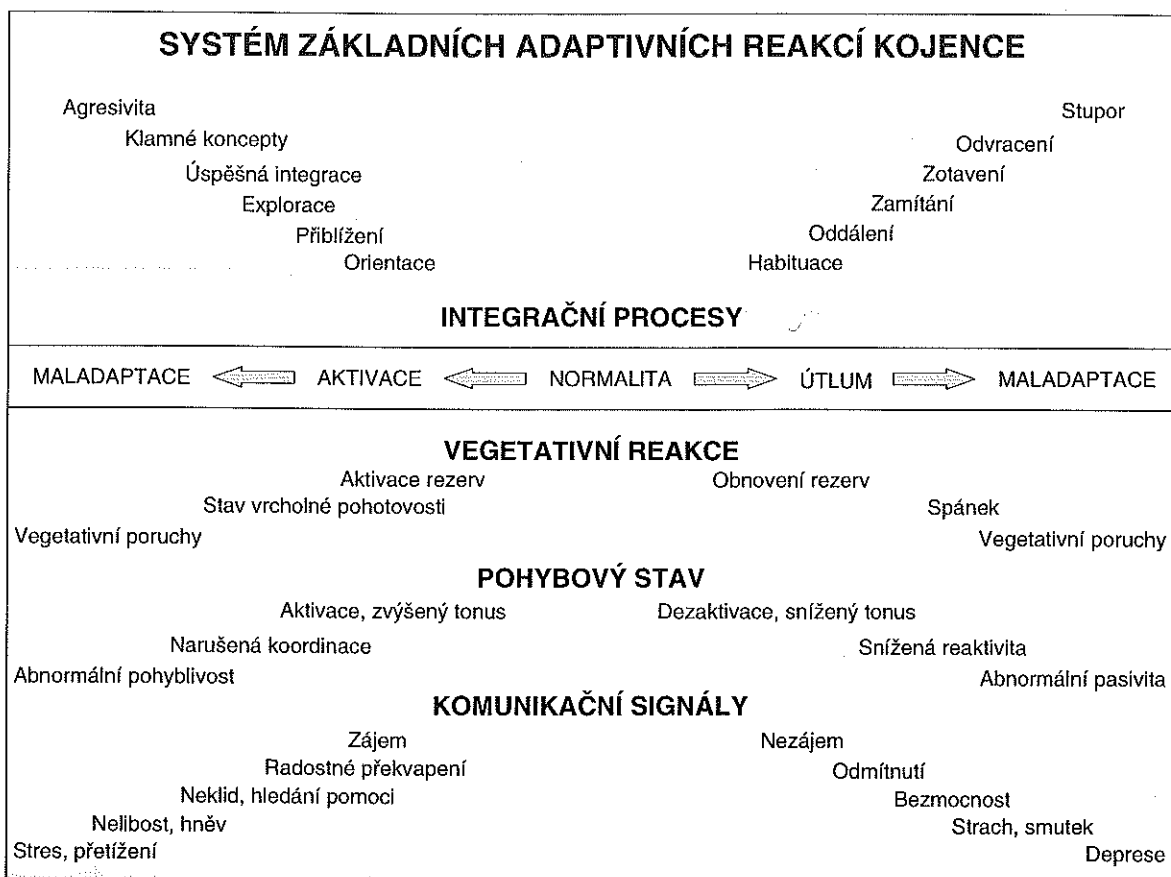 SYSTÉM ZÁKLADNÍCH ADAPTIVNÍCH REAKCÍ KOJENCE
Agresivita Stupor
Klamné koncepty Odvracení
Úspěšná integrace Zotavení
Explorace Zamítání
Přiblížení Oddálení
Orientace Habituace
INTEGRAČNÍ PROCESY
MALADAPTACE AKTIVACE NORMALITA ÚTLUM MALADAPTACE
VEGETATIVNÍ REAKCE
Aktivace rezerv Obnovení rezerv
Stav vrcholné pohotovosti Spánek
Vegetativní poruchy Vegetativní poruchy
POHYBOVÝ STAV
Aktivace, zvýšený tonus Dezaktivace, snížený tonus
Narušená koordinace Snížená reaktivita
Abnormální pohyblivost Abnormální pasivita
KOMUNIKAČNÍ SIGNÁLY
Zájem Nezájem
Radostné překvapení Odmítnutí
Neklid, hledání pomoci Bezmocnost
Nelibost, hněv Strach, smutek
Stres, přetížení Deprese